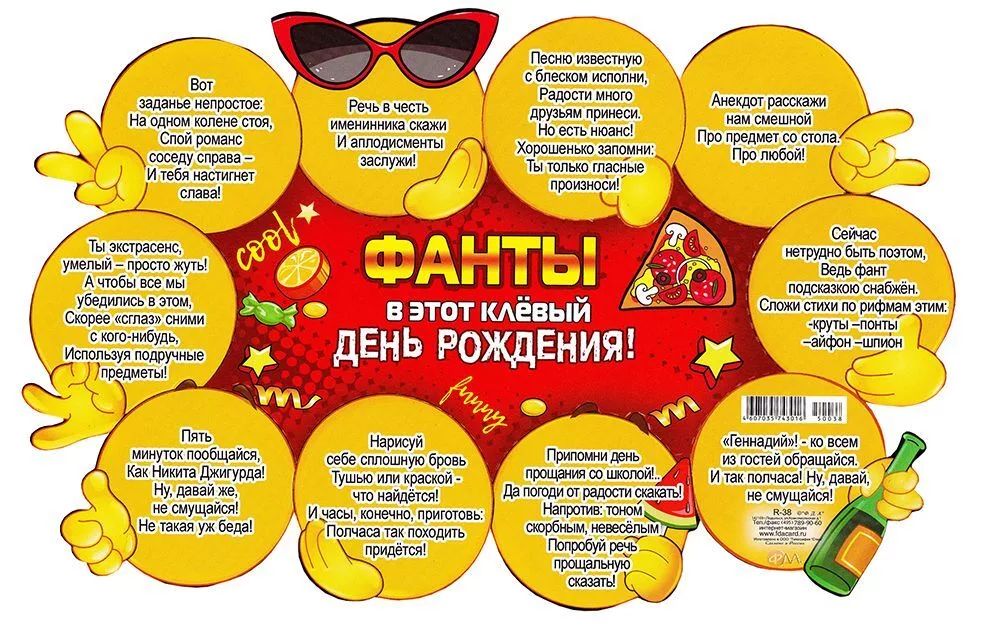 Вот
заданье непростое:
На одном колене стоя,
Спой романс
соседу справа –
И тебя настигнет
слава!
Речь в честь
именинника скажи
И аплодисменты
заслужи!
Песню известную
с блеском исполни,
Радости много
друзьям принеси.
Но есть нюанс!
Хорошенько запомни:
Ты только гласные
произноси!
Анекдот расскажи
нам смешной
Про предмет со стола.
Про любой!
Ты экстрасенс,
умелый – просто жуть!
А чтобы все мы
убедились в этом,
Скорее «сглаз» сними
с кого-нибудь,
Используя подручные
предметы!
cool
ФАНТЫ
В ЭТОТ КЛЁВЫЙ
ДЕНЬ РОЖДЕНИЯ!
funny
Сейчас
нетрудно быть поэтом,
Ведь фант
подсказкою снабжён.
Сложи стихи по рифмам этим:
-круты –понты
–айфон –шпион
Пять
минуток пообщайся,
Как Никита Джигурда!
Ну, давай же,
не смущайся!
Не такая уж беда!
Нарисуй
себе сплошную бровь
Тушью или краской -
что найдётся!
И часы, конечно, приготовь:
Полчаса так походить
придётся!
Припомни день
прощания со школой!..
Да погоди от радости скакать!
Напротив: тоном
скорбным, невесёлым
Попробуй речь
прощальную
сказать!
4607035743016 50038
«Геннадий»! - ко всем
из гостей обращайся.
И так полчаса! Ну, давай,
не смущайся!
R-38
Тел./факс (495) 789-90-60
интернет-магазин
www.fdacard.ru